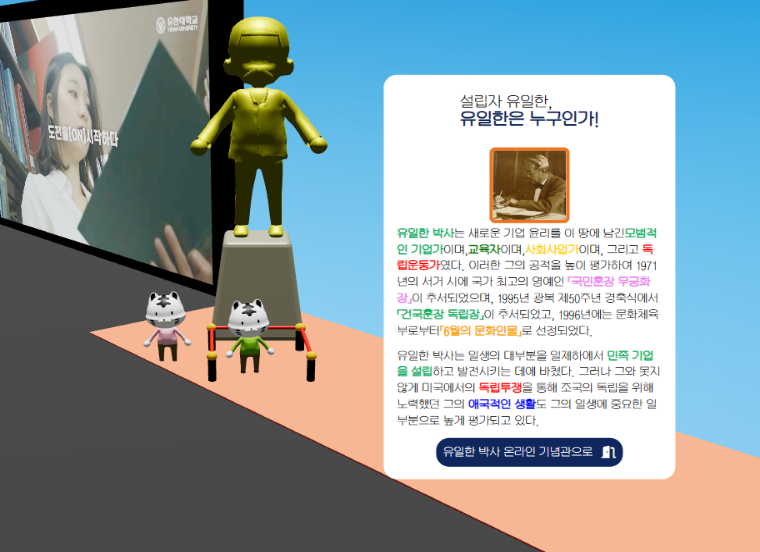 유한대학교
YUHAN UNIVERSITY
도전을[ON]시작하다
설립자 유일한,
유일한은 누구인가!
유일한 박사는 새로운 기업 윤리를 이 땅에 남긴모범적
인 기업가이며,교육자이며,사회사업가이며, 그리고 독
립운동가였다. 이러한 그의 공적을 높이 평가하여 1971
년의 서거 시에 국가 최고의 영예인 「국민훈장 무궁화
장」이 추서되었으며, 1995년 광복 제50주년 경축식에서
「건국훈장 독립장」이 추서되었고, 1996년에는 문화체육
부로부터「6월의 문화인물」로 선정되었다.
유일한 박사는 일생의 대부분을 일제하에서 민족 기업
을 설립하고 발전시키는 데에 바쳤다. 그러나 그와 못지
않게 미국에서의 독립투쟁을 통해 조국의 독립을 위해
노력했던 그의 애국적인 생활도 그의 일생에 중요한 일
부분으로 높게 평가되고 있다.
유일한 박사 온라인 기념관으로